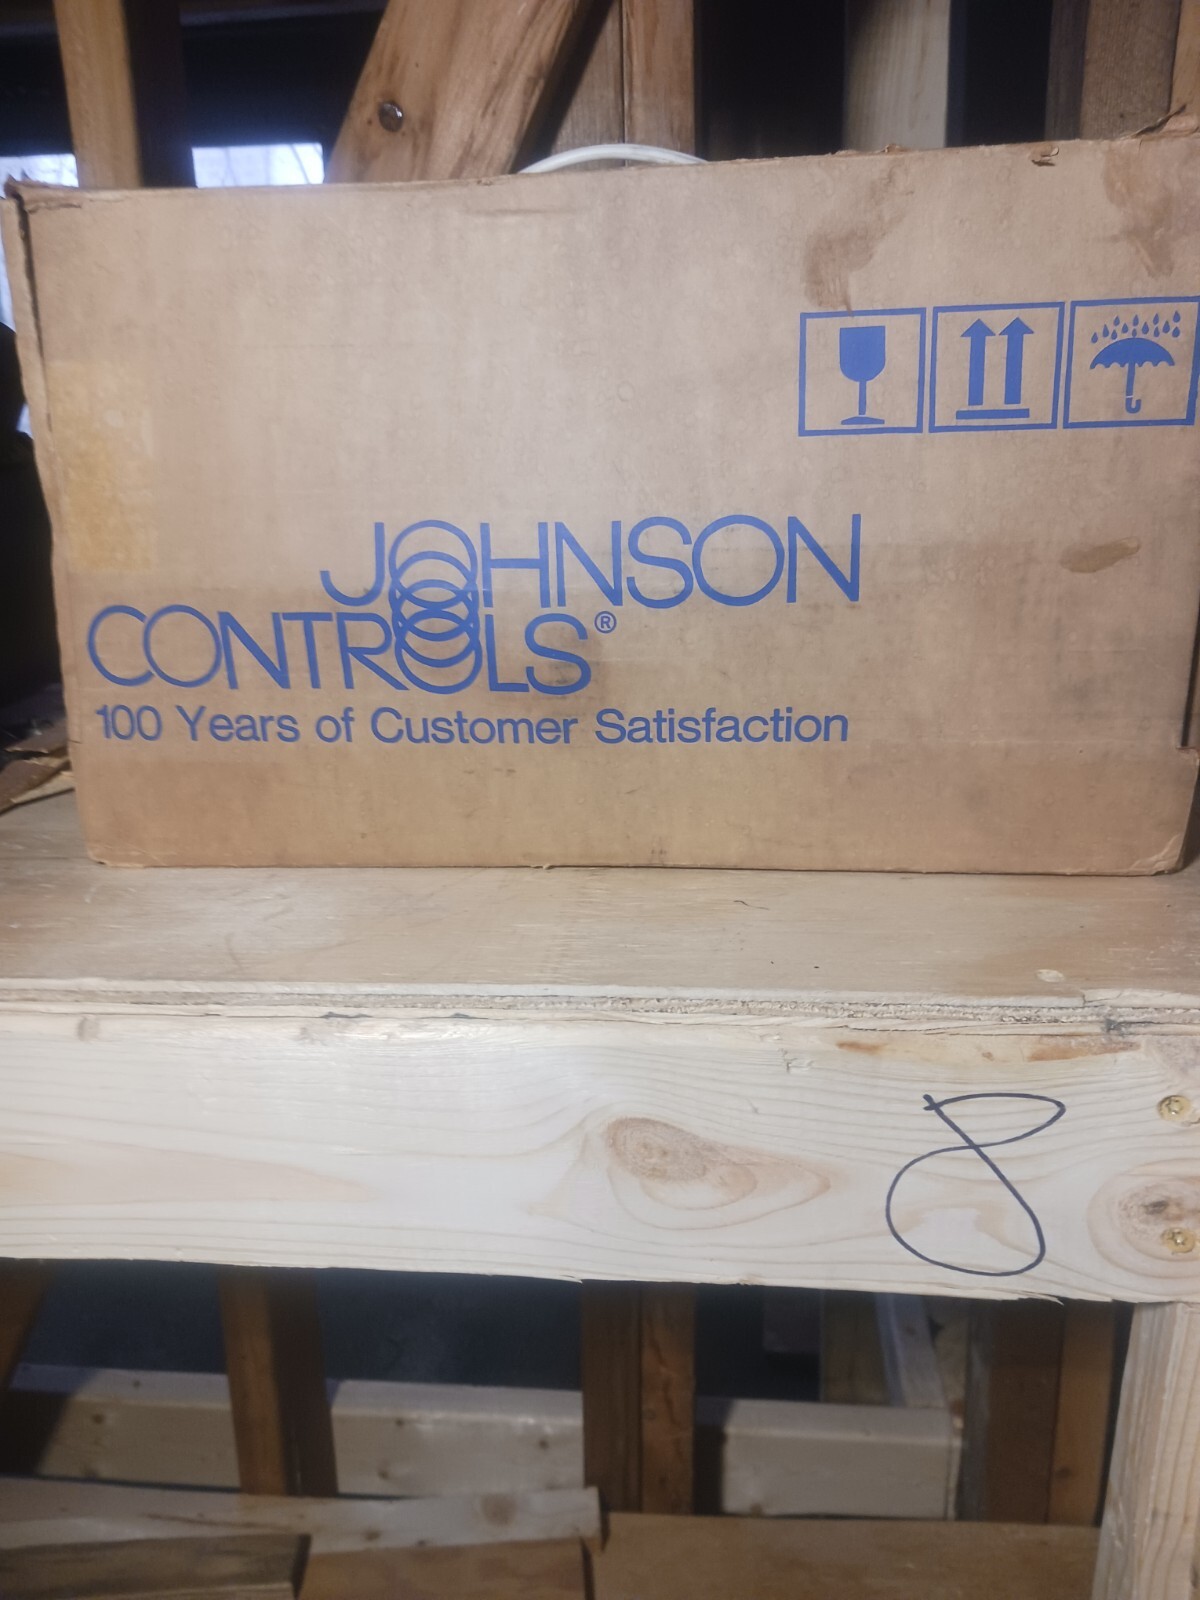 JOHNSON
CONTROLS®
100 Years of Customer Satisfaction
8